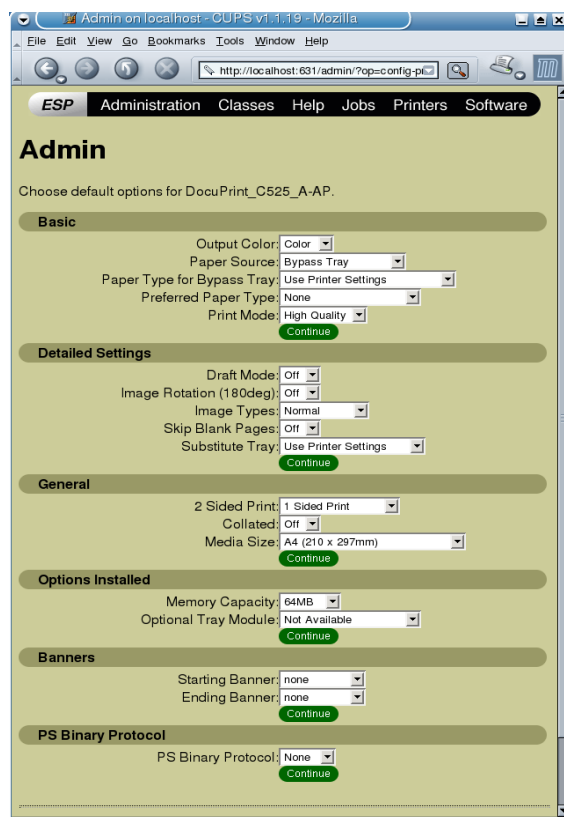 Admin on localhost - CUPS v1.1.19 - Mozilla
File Edit View Go Bookmarks Tools Window Help
http://localhost:631/admin/?op=config-pr
ESP Administration Classes Help Jobs Printers Software
Admin
Choose default options for DocuPrint_C525_A-AP.
Basic
Output Color: Color
Paper Source: Bypass Tray
Paper Type for Bypass Tray: Use Printer Settings
Preferred Paper Type: None
Print Mode: High Quality
Continue
Detailed Settings
Draft Mode: Off
Image Rotation (180deg): Off
Image Types: Normal
Skip Blank Pages: Off
Substitute Tray: Use Printer Settings
Continue
General
2 Sided Print: 1 Sided Print
Collated: Off
Media Size: A4 (210 x 297mm)
Continue
Options Installed
Memory Capacity: 64MB
Optional Tray Module: Not Available
Continue
Banners
Starting Banner: none
Ending Banner: none
Continue
PS Binary Protocol
PS Binary Protocol: None
Continue